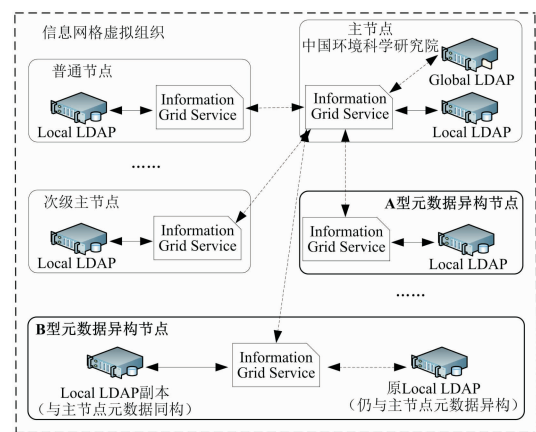 信息网格虚拟组织
主节点
中国环境科学研究院
普通节点
Global LDAP
Information
Grid Service
Local LDAP
Information
Grid Service
Local LDAP
……
次级主节点
Information
Grid Service
Local LDAP
A型元数据异构节点
Information
Grid Service
Local LDAP
……
B型元数据异构节点
Information
Grid Service
Local LDAP副本
（与主节点元数据同构）
原Local LDAP
（仍与主节点元数据异构）